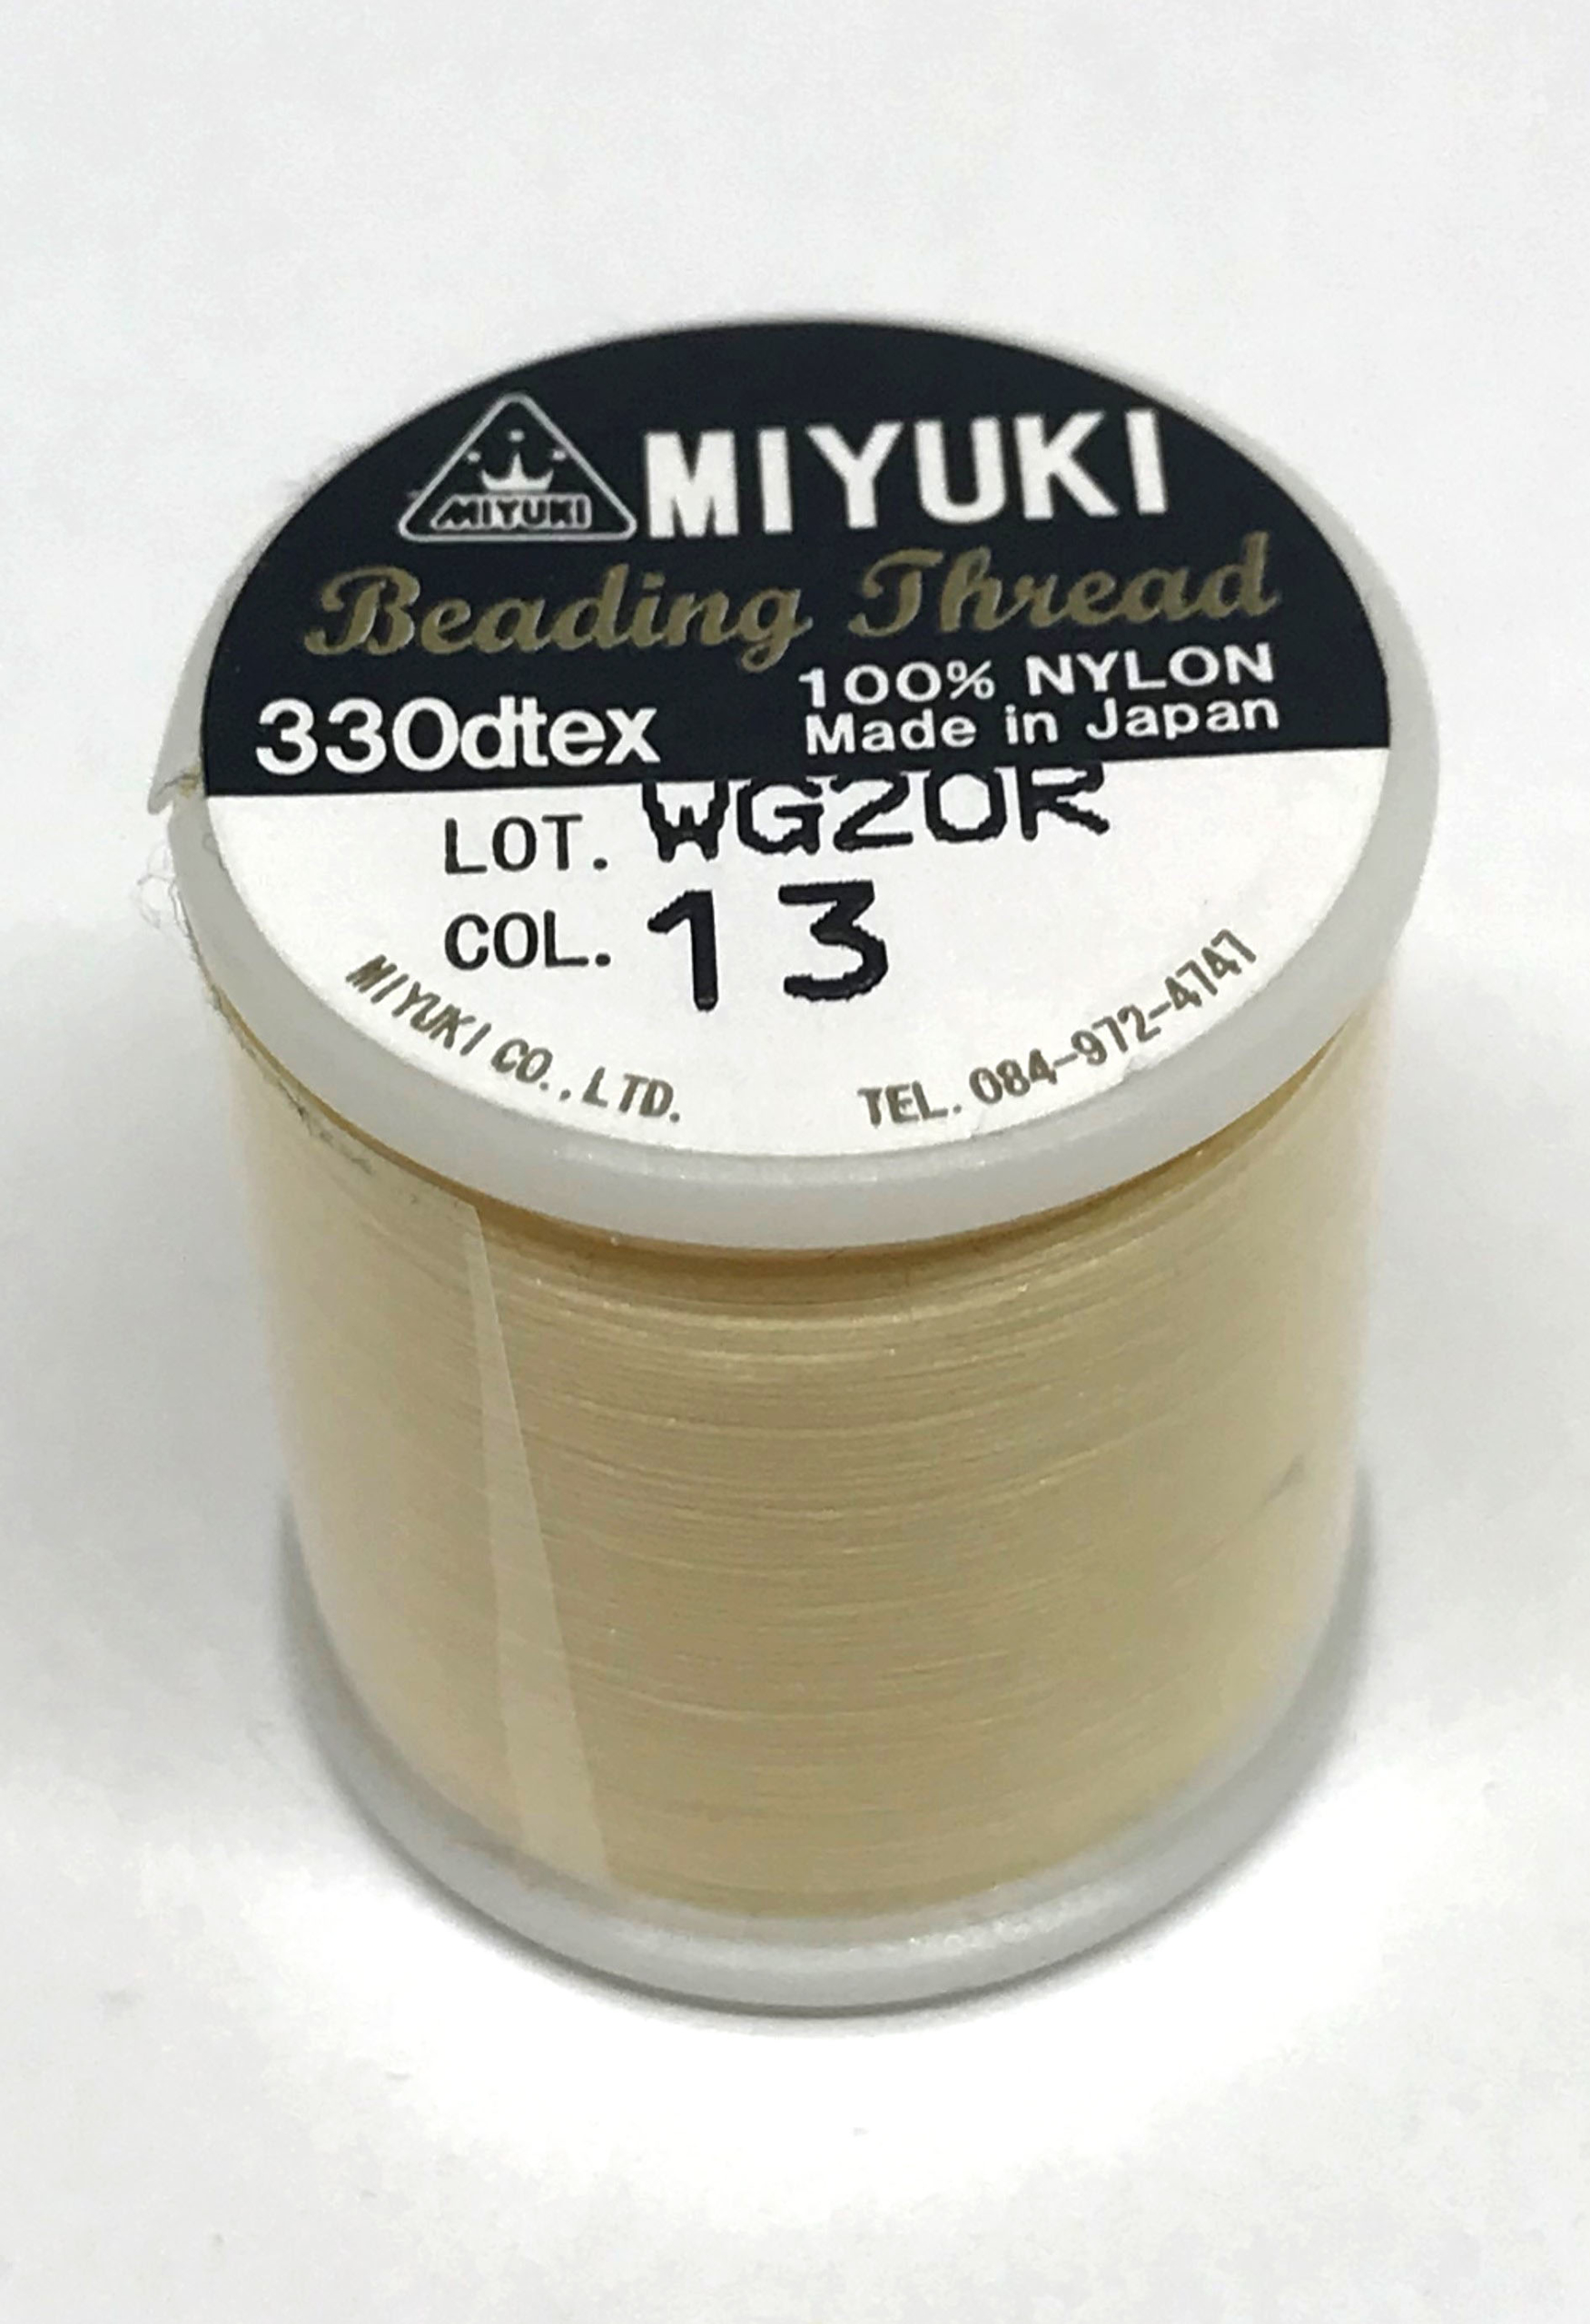 MIYUKI
MIYUKI
Beading Thread
330dtex
100% NYLON
Made in Japan
LOT. WG20R
COL. 13
MIYUKI CO.,LTD.
TEL. 084-972-4747